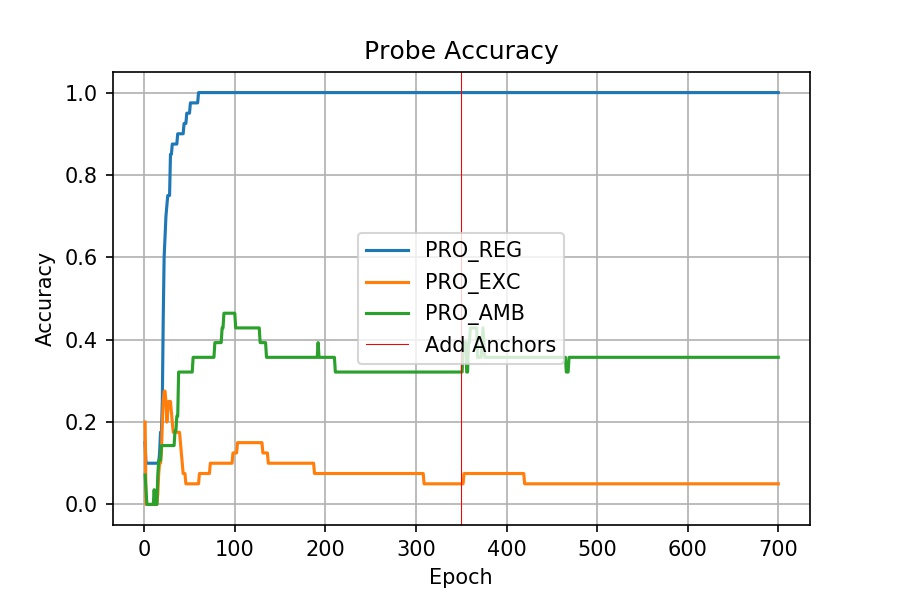 Probe Accuracy
1.0
0.8
0.6
0.4
0.2
0.0
Accuracy
PRO_REG
PRO_EXC
PRO_AMB
Add Anchors
0 100 200 300 400 500 600 700
Epoch